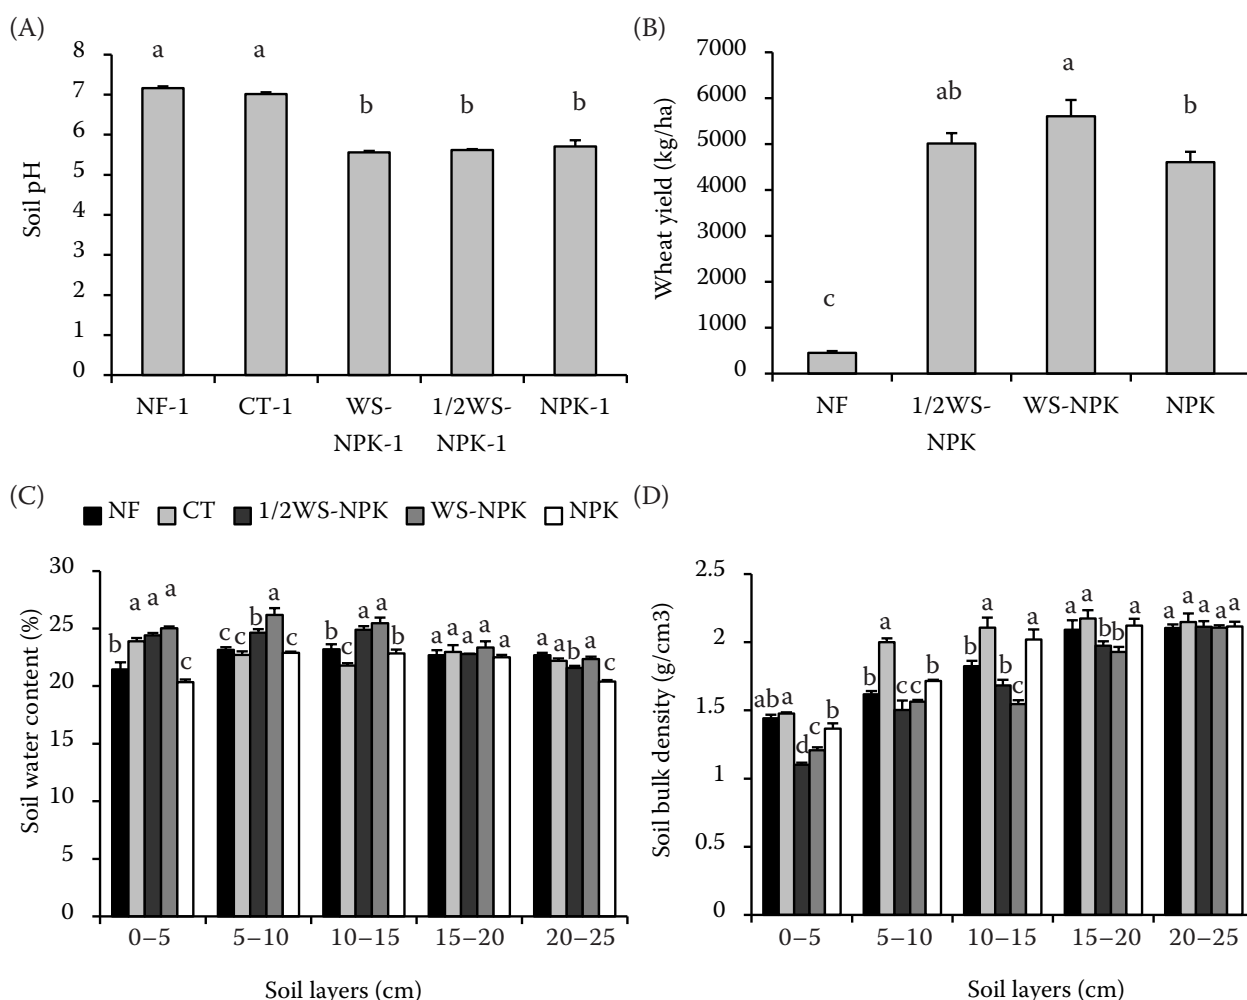 (A)
8
7
6
5
4
3
2
1
0
Soil pH
a a b b b
NF-1 CT-1 WS- 1/2WS- NPK-1
NPK-1 NPK-1
(B)
7000
6000
5000
4000
3000
2000
1000
0
Wheat yield (kg/ha)
c ab a b
NF 1/2WS- WS-NPK NPK
NPK
(C)
NF CT 1/2WS-NPK WS-NPK NPK
30
25
20
15
10
5
0
Soil water content (%)
b a a a c
c c b a c
b c a a b
a a a a a
a a b a c
0–5 5–10 10–15 15–20 20–25
Soil layers (cm)
(D)
2.5
2
1.5
1
0.5
0
Soil bulk density (g/cm3)
ab a d c b
b a c c b
b a b c a
a a b b a
a a a a a
0–5 5–10 10–15 15–20 20–25
Soil layers (cm)